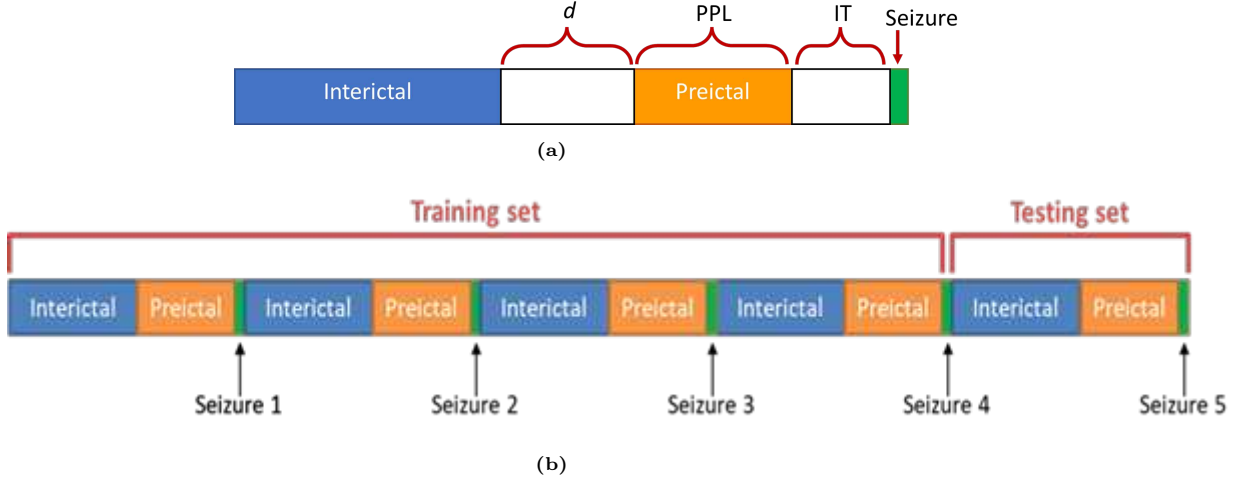 d PPL IT Seizure
Interictal Preictal
(a)
Training set Testing set
Interictal Preictal Interictal Preictal Interictal Preictal Interictal Preictal Interictal Preictal
Seizure 1 Seizure 2 Seizure 3 Seizure 4 Seizure 5
(b)